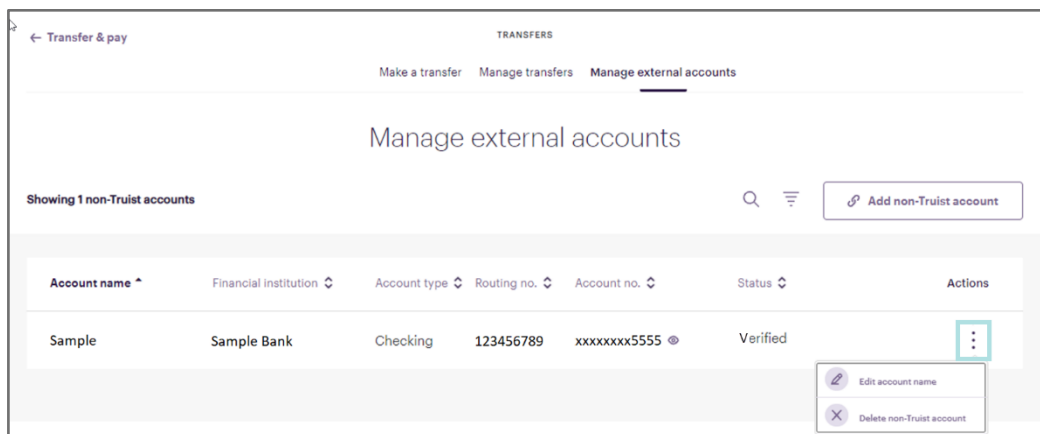 ← Transfer & pay
TRANSFERS
Make a transfer Manage transfers Manage external accounts
Manage external accounts
Showing 1 non-Truist accounts
Add non-Truist account
Account name Financial institution Account type Routing no. Account no. Status Actions
Sample Sample Bank Checking 123456789 xxxxxxxx5555 Verified
Edit account name
Delete non-Truist account